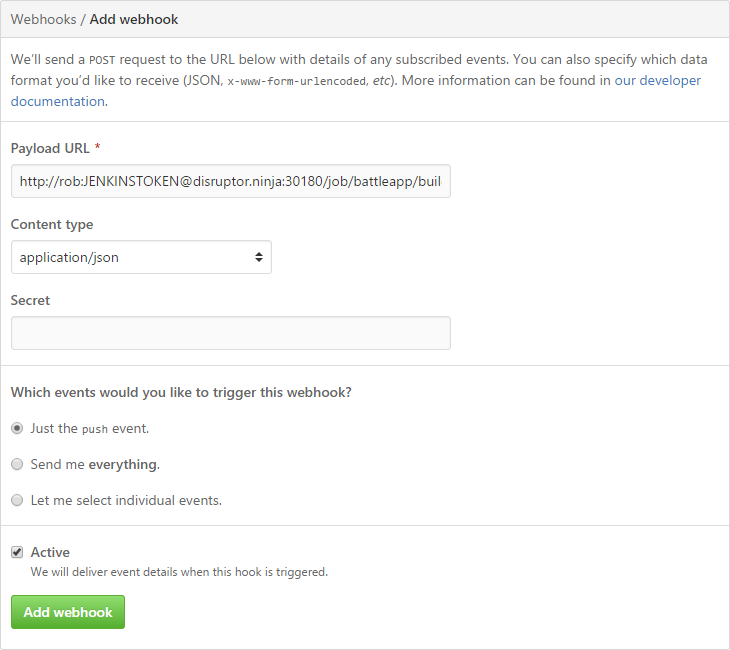 Webhooks / Add webhook
We’ll send a POST request to the URL below with details of any subscribed events. You can also specify which data
format you’d like to receive (JSON, x-www-form-urlencoded, etc). More information can be found in our developer
documentation.
Payload URL *
http://rob:JENKINSTOKEN@disruptor.ninja:30180/job/battleapp/buil
Content type
application/json
Secret
Which events would you like to trigger this webhook?
Just the push event.
Send me everything.
Let me select individual events.
Active
We will deliver event details when this hook is triggered.
Add webhook